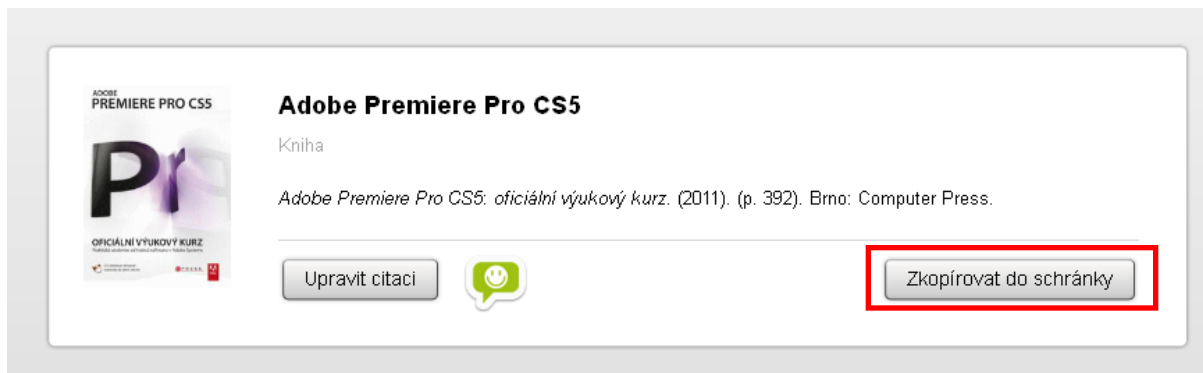 ADOBE
PREMIERE PRO CS5
Pr
OFICIÁLNÍ VÝUKOVÝ KURZ
Adobe Premiere Pro CS5
Kniha
Adobe Premiere Pro CS5: oficiální výukový kurz. (2011). (p. 392). Brno: Computer Press.
Upravit citaci
Zkopírovat do schránky